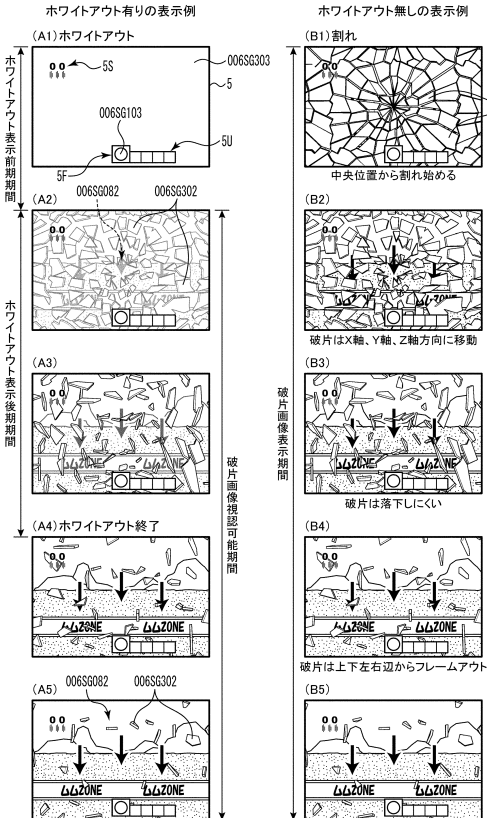 ホワイトアウト有りの表示例
ホワイトアウト無しの表示例
(A1)ホワイトアウト
(B1)割れ
ホワイトアウト表示前期期間
00
5S
006SG303
5
006SG103
5U
5F
中央位置から割れ始める
006SG082
006SG302
(A2)
(B2)
00
00
ZONE
破片はX軸、Y軸、Z軸方向に移動
ホワイトアウト表示後期期間
(A3)
(B3)
00
00
ムムZONE
ムムZONE
ムムZONE
ムムZONE
破片画像視認可能期間
破片画像表示期間
破片は落下しにくい
(A4)ホワイトアウト終了
(B4)
00
00
ムムZONE
ムムZONE
ムムZONE
ムムZONE
破片は上下左右辺からフレームアウト
(A5)
006SG082
006SG302
(B5)
00
00
ムムZONE
ムムZONE
ムムZONE
ムムZONE